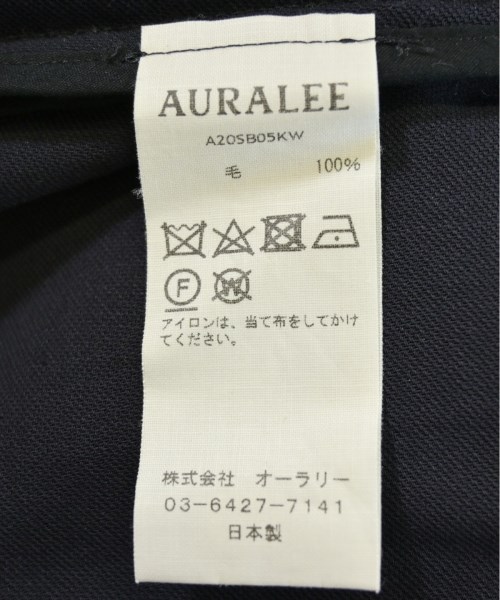 AURALEE
A20SB05KW
毛 100%
F W
アイロンは、当て布をしてかけ
てください。
株式会社 オーラリー
03-6427-7141
日本製